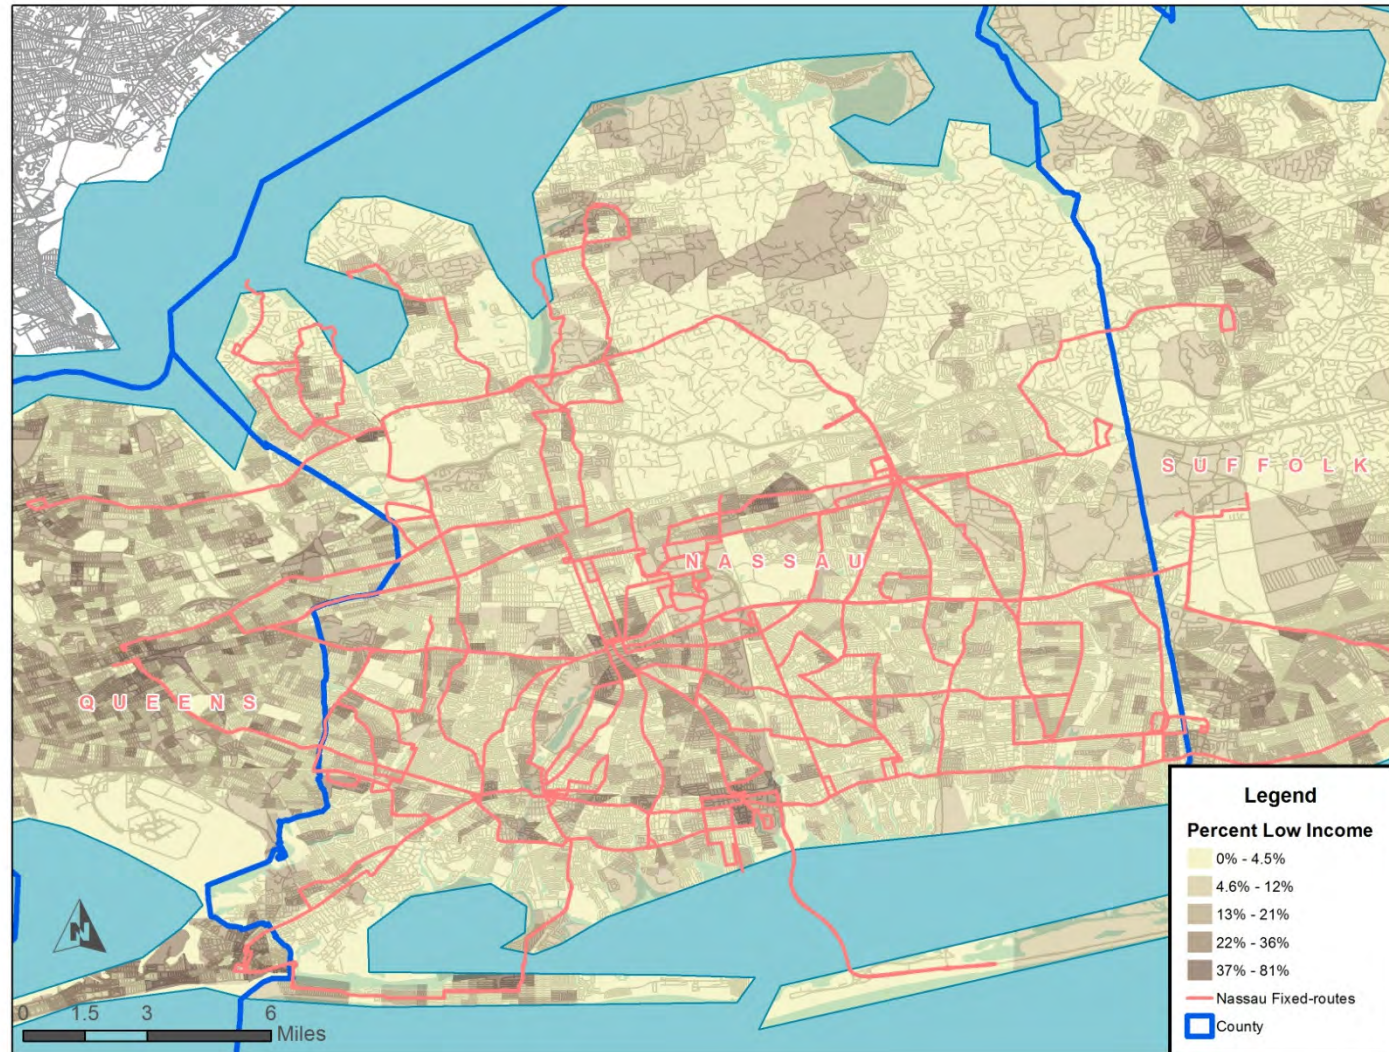 SUFFOLK
NASSAU
QUEENS
N
0 1.5 3 6
Miles
Legend
Percent Low Income
0% - 4.5%
4.6% - 12%
13% - 21%
22% - 36%
37% - 81%
Nassau Fixed-routes
County